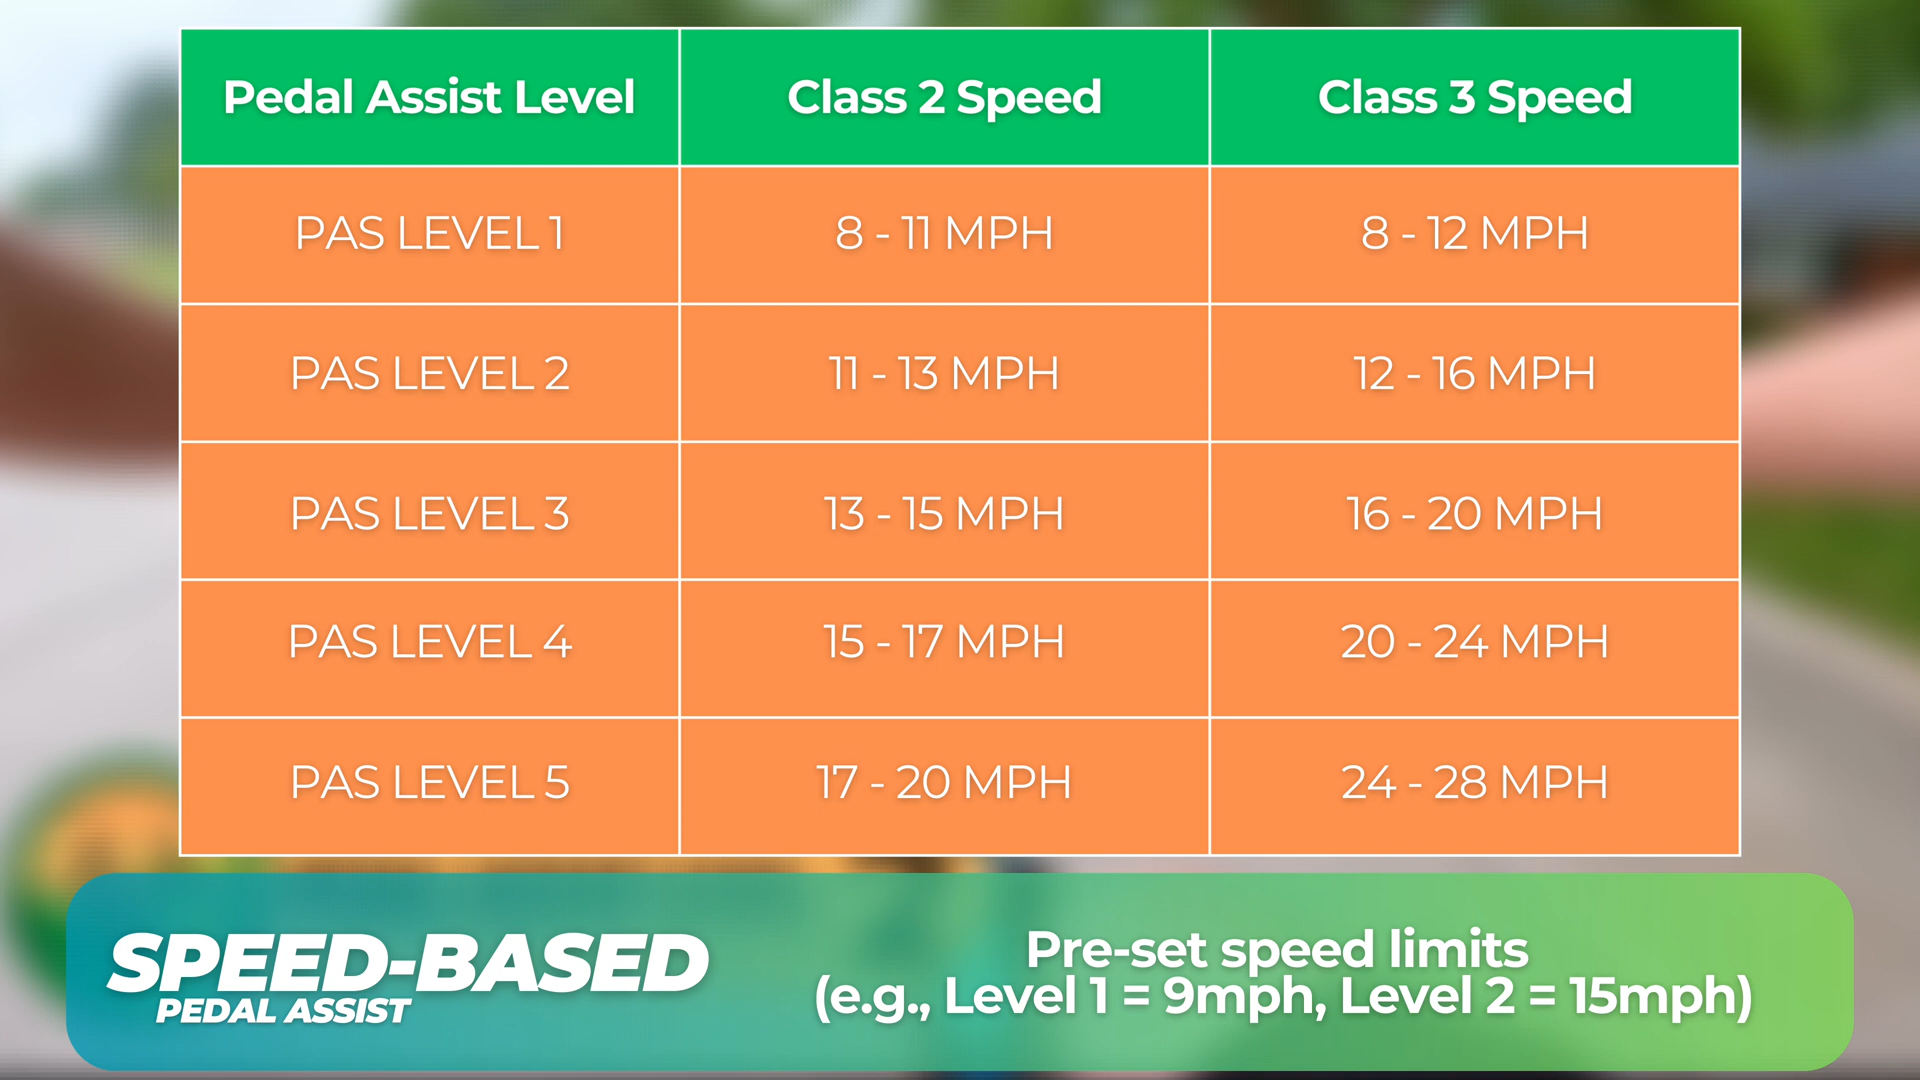 Pedal Assist Level Class 2 Speed Class 3 Speed
PAS LEVEL 1 8 - 11 MPH 8 - 12 MPH
PAS LEVEL 2 11 - 13 MPH 12 - 16 MPH
PAS LEVEL 3 13 - 15 MPH 16 - 20 MPH
PAS LEVEL 4 15 - 17 MPH 20 - 24 MPH
PAS LEVEL 5 17 - 20 MPH 24 - 28 MPH
SPEED-BASED
PEDAL ASSIST
Pre-set speed limits
(e.g., Level 1 = 9mph, Level 2 = 15mph)